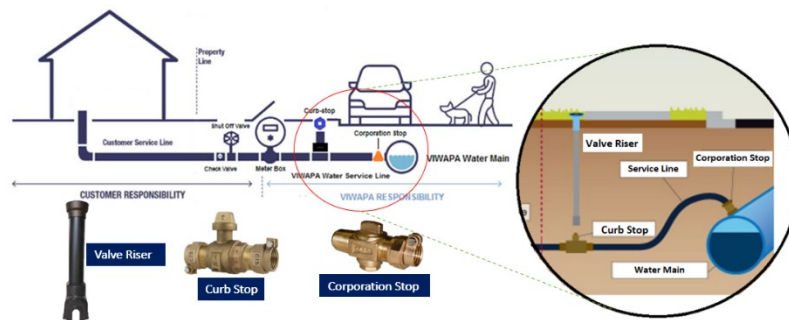 Property
Line
Curb-stop
Shut Off Valve
Corporation Stop
Customer Service Line
VIWAPA Water Main
Check Valve
Meter Box
VIWAPA Water Service Line
CUSTOMER RESPONSIBILITY
VIWAPA RESPONSIBILITY
Valve Riser
Curb Stop
Corporation Stop
Valve Riser
Corporation Stop
Service Line
Curb Stop
Water Main